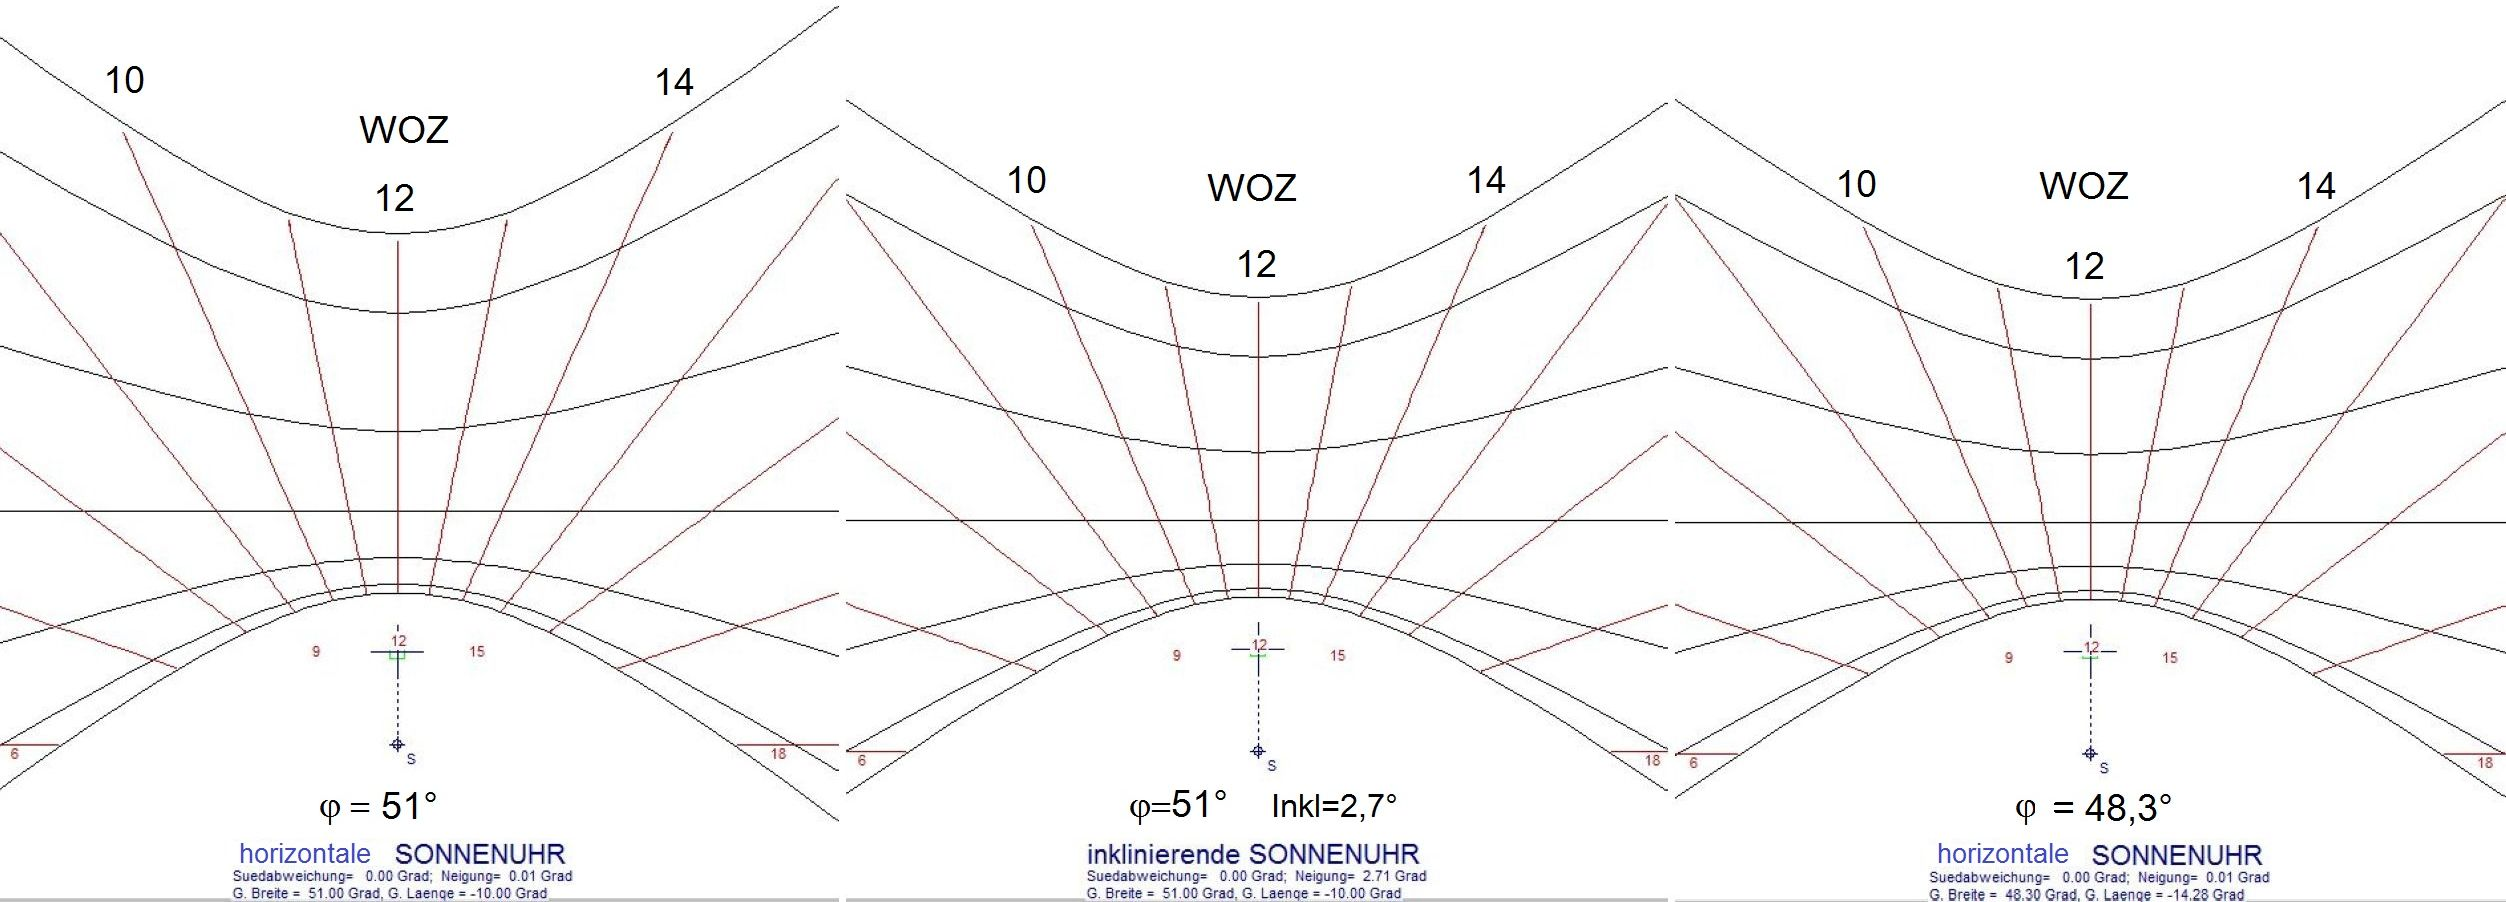 10
14
WOZ
12
9
12
15
6
18
S
φ = 51°
horizontale SONNENUHR
Suedabweichung= 0.00 Grad; Neigung= 0.01 Grad
G. Breite = 51.00 Grad, G. Laenge = -10.00 Grad
10
14
WOZ
12
9
12
15
6
18
S
φ=51° Inkl=2,7°
inklinierende SONNENUHR
Suedabweichung= 0.00 Grad; Neigung= 2.71 Grad
G. Breite = 51.00 Grad, G. Laenge = -10.00 Grad
10
14
WOZ
12
9
12
15
6
18
S
φ = 48,3°
horizontale SONNENUHR
Suedabweichung= 0.00 Grad; Neigung= 0.01 Grad
G. Breite = 48.30 Grad, G. Laenge = -14.28 Grad